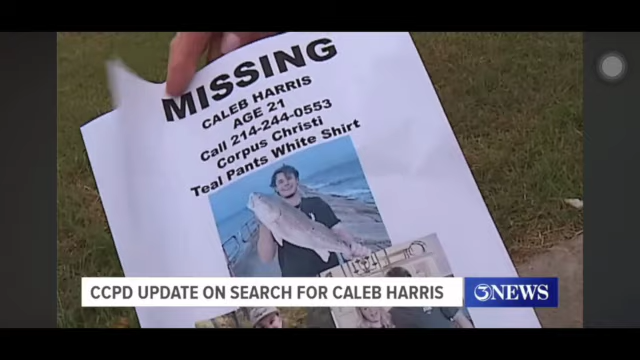 MISSING
CALEB HARRIS
AGE 21
Call 214-244-0553
Corpus Christi
Teal Pants White Shirt
CCPD UPDATE ON SEARCH FOR CALEB HARRIS
3NEWS